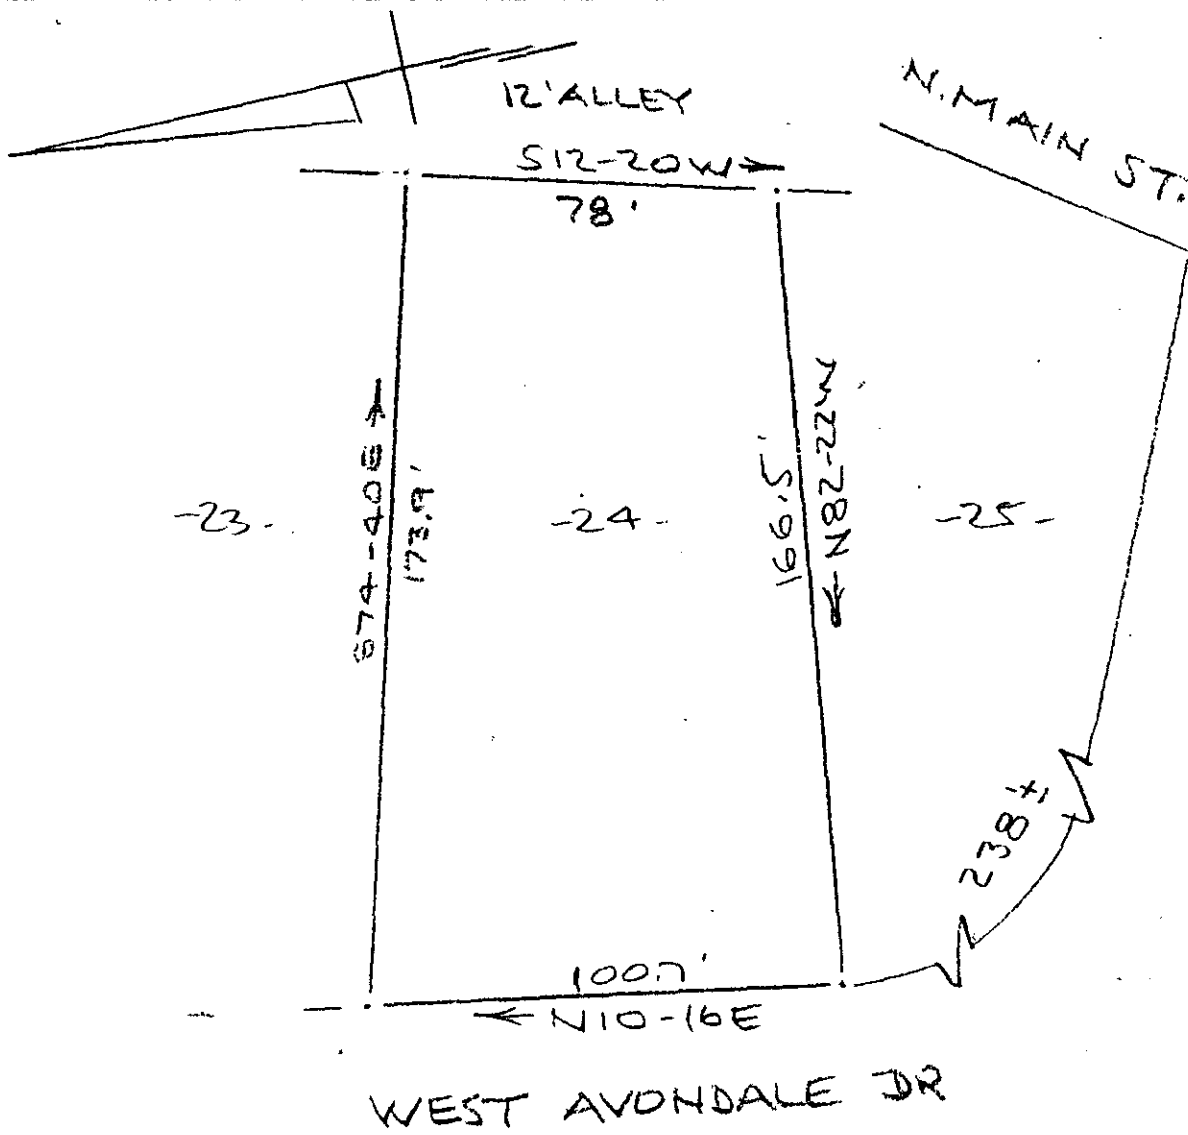 12' ALLEY
N. MAIN ST.
S12-20W
78'
S74-40E
173.9'
166.5'
N82-22W
-23-
-24-
-25-
238±
100.7'
N10-16E
WEST AVONDALE DR